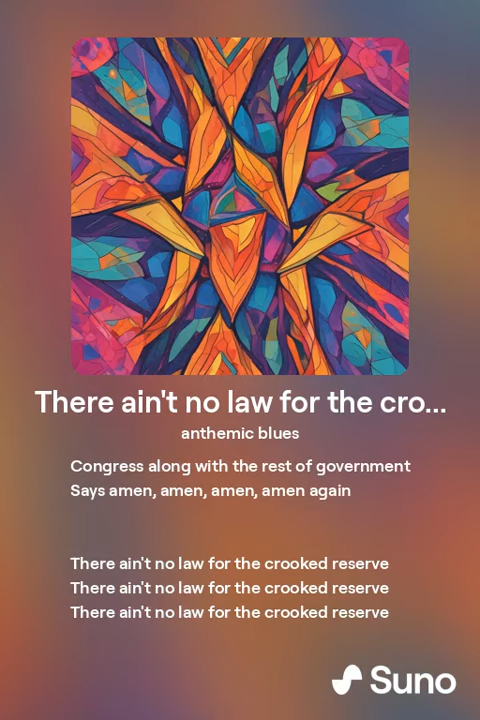 There ain't no law for the cro...
anthemic blues
Congress along with the rest of government
Says amen, amen, amen, amen again
There ain't no law for the crooked reserve
There ain't no law for the crooked reserve
There ain't no law for the crooked reserve
Suno